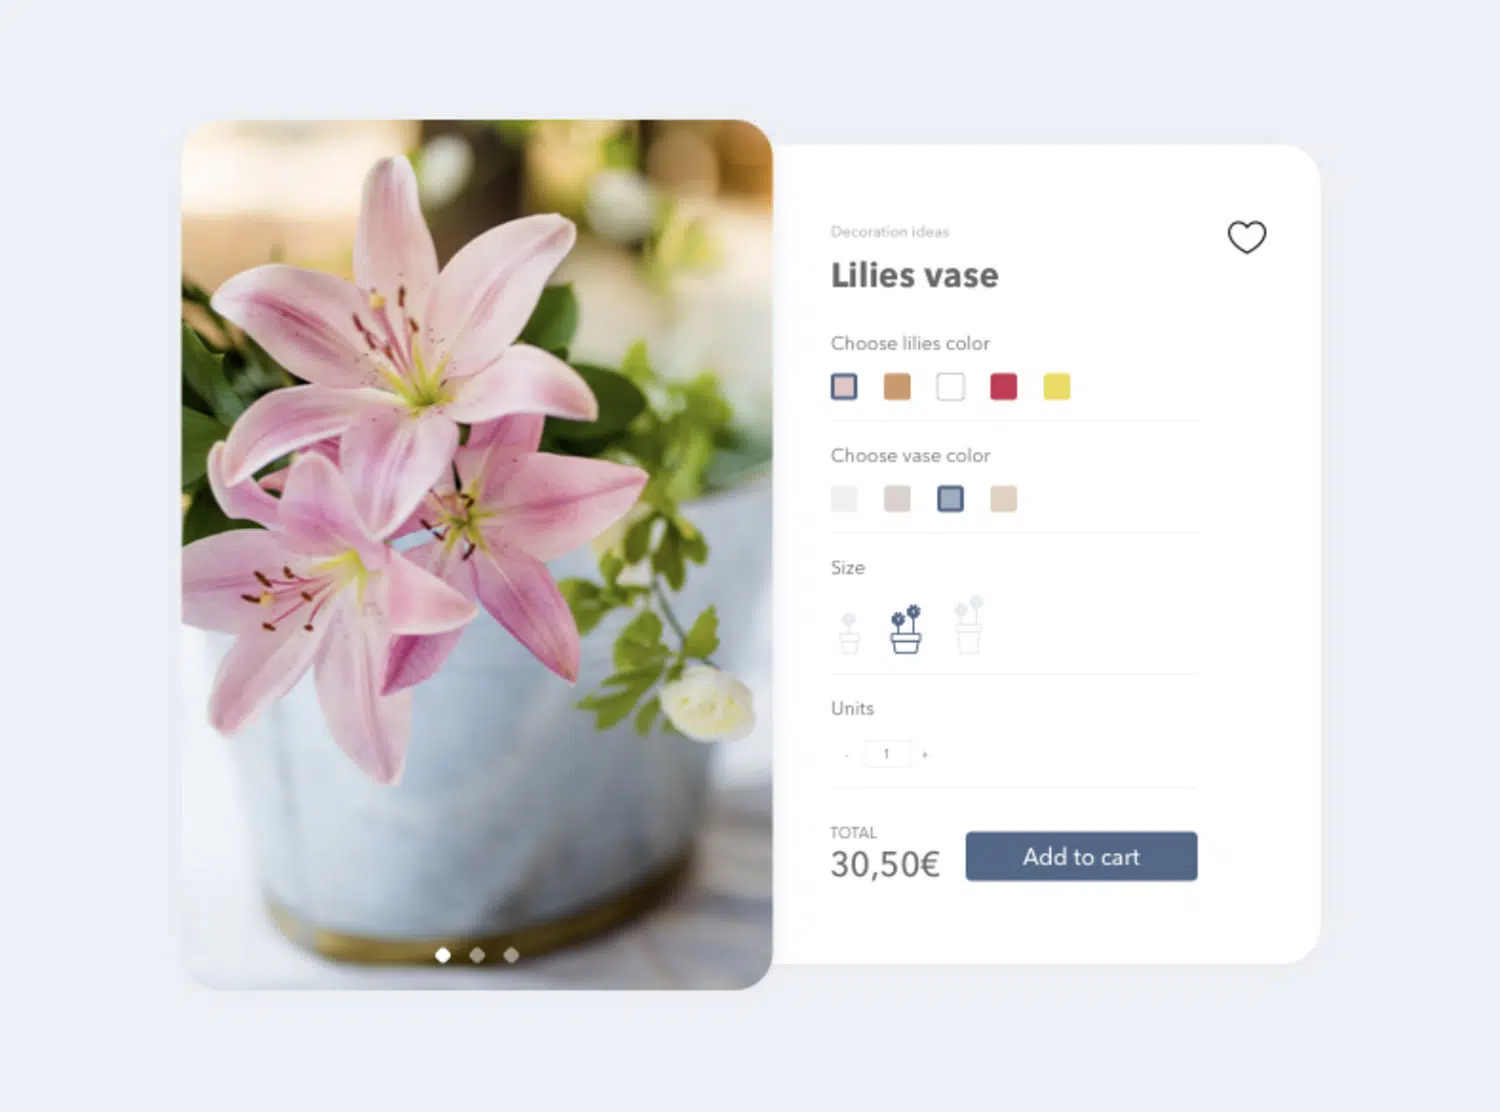 Decoration ideas
Lilies vase
Choose lilies color
Choose vase color
Size
Units
- 1 +
TOTAL
30,50€
Add to cart